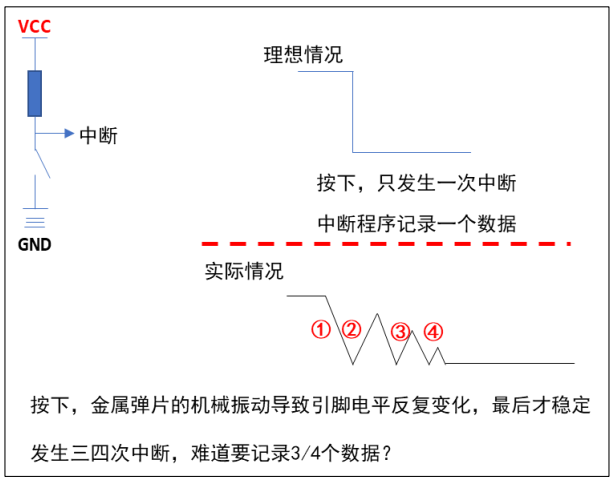 VCC
中断
GND
理想情况
按下，只发生一次中断
中断程序记录一个数据
实际情况
① ② ③ ④
按下，金属弹片的机械振动导致引脚电平反复变化，最后才稳定
发生三四次中断，难道要记录3/4个数据？